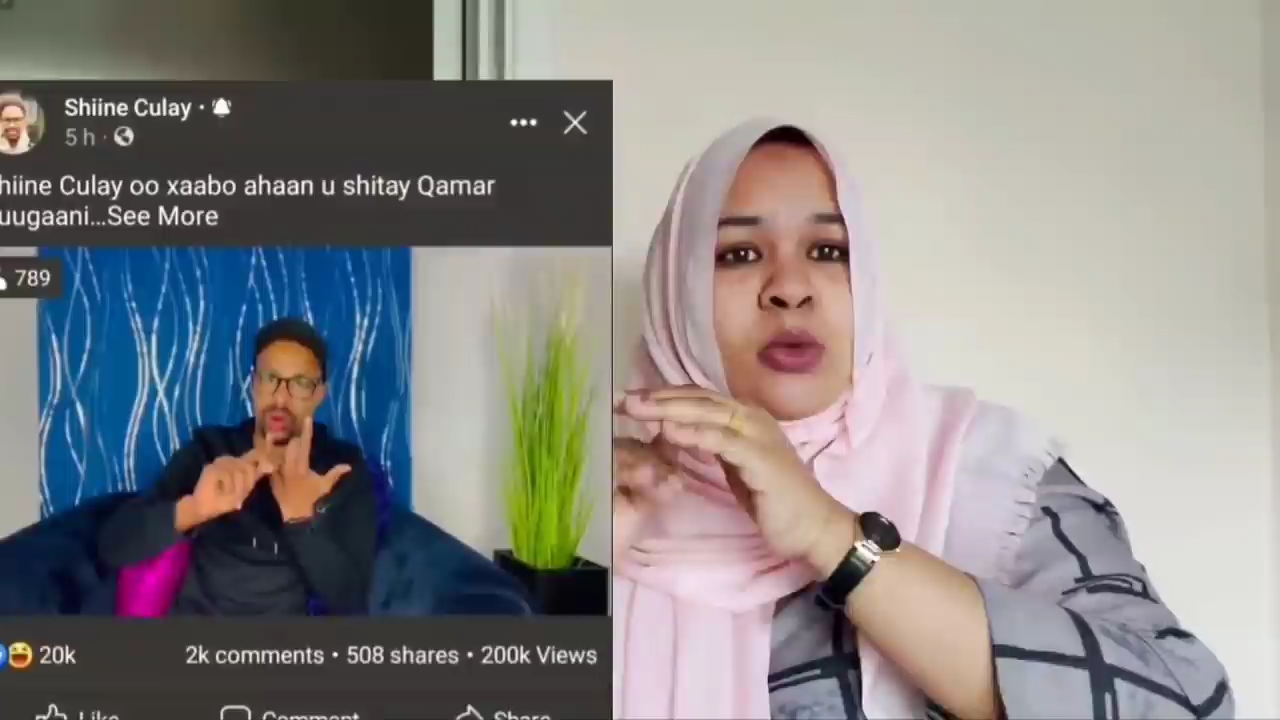 Shiine Culay ·
5 h ·
hiine Culay oo xaabo ahaan u shitay Qamar
uugaani...See More
789
20k
2k comments • 508 shares • 200k Views
Like
Comment
Share